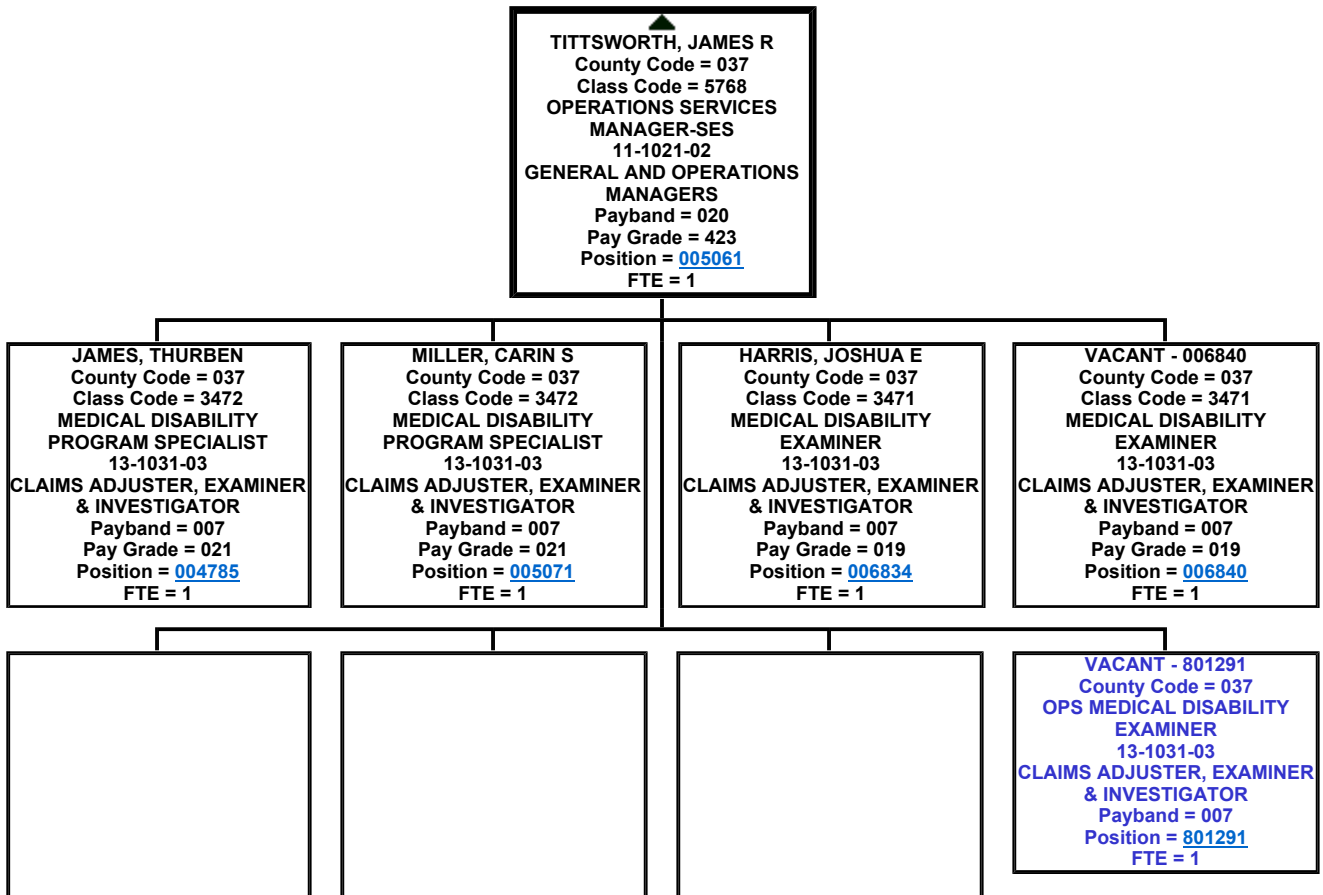 TITTSWORTH, JAMES R
County Code = 037
Class Code = 5768
OPERATIONS SERVICES
MANAGER-SES
11-1021-02
GENERAL AND OPERATIONS
MANAGERS
Payband = 020
Pay Grade = 423
Position = 005061
FTE = 1
JAMES, THURBEN
County Code = 037
Class Code = 3472
MEDICAL DISABILITY
PROGRAM SPECIALIST
13-1031-03
CLAIMS ADJUSTER, EXAMINER
& INVESTIGATOR
Payband = 007
Pay Grade = 021
Position = 004785
FTE = 1
MILLER, CARIN S
County Code = 037
Class Code = 3472
MEDICAL DISABILITY
PROGRAM SPECIALIST
13-1031-03
CLAIMS ADJUSTER, EXAMINER
& INVESTIGATOR
Payband = 007
Pay Grade = 021
Position = 005071
FTE = 1
HARRIS, JOSHUA E
County Code = 037
Class Code = 3471
MEDICAL DISABILITY
EXAMINER
13-1031-03
CLAIMS ADJUSTER, EXAMINER
& INVESTIGATOR
Payband = 007
Pay Grade = 019
Position = 006834
FTE = 1
VACANT - 006840
County Code = 037
Class Code = 3471
MEDICAL DISABILITY
EXAMINER
13-1031-03
CLAIMS ADJUSTER, EXAMINER
& INVESTIGATOR
Payband = 007
Pay Grade = 019
Position = 006840
FTE = 1
VACANT - 801291
County Code = 037
OPS MEDICAL DISABILITY
EXAMINER
13-1031-03
CLAIMS ADJUSTER, EXAMINER
& INVESTIGATOR
Payband = 007
Position = 801291
FTE = 1